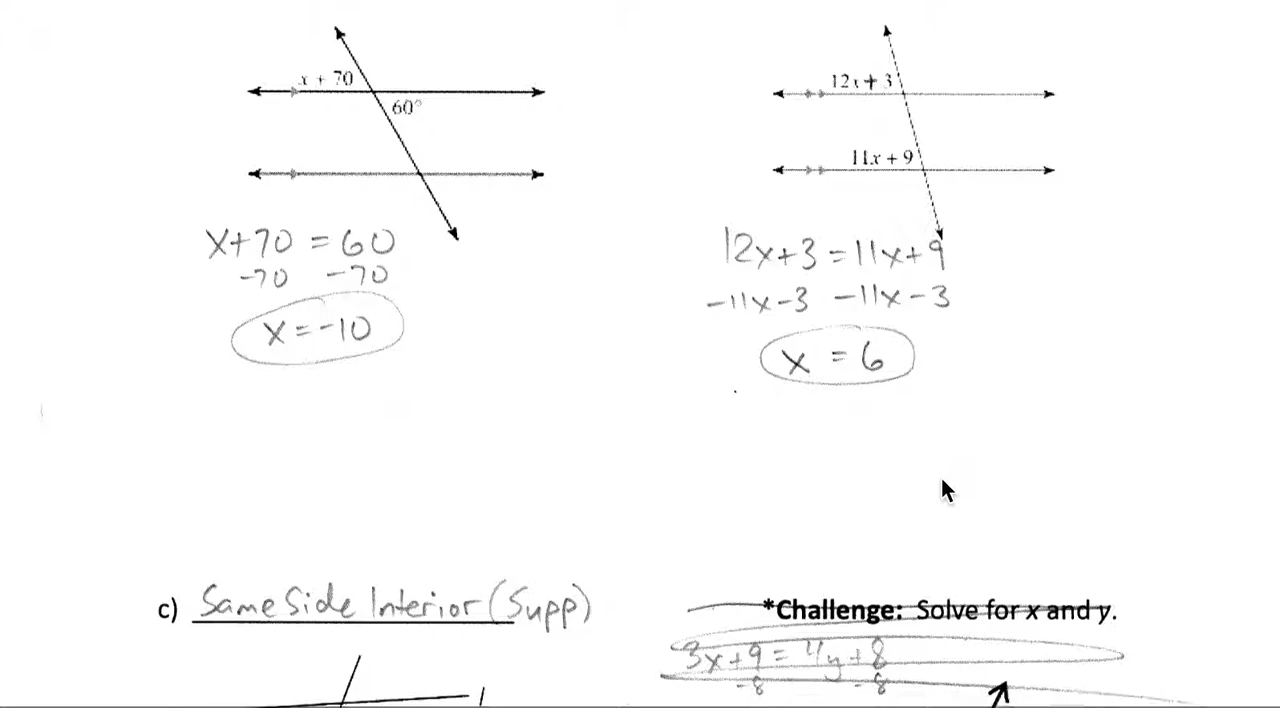 x + 70
60°
x+70 = 60
-70 -70
x = -10
12x + 3
11x + 9
12x+3 = 11x+9
-11x-3 -11x-3
x = 6
c) Same Side Interior (Supp)
*Challenge: Solve for x and y.
3x+9 = 4y+8
-8 -8